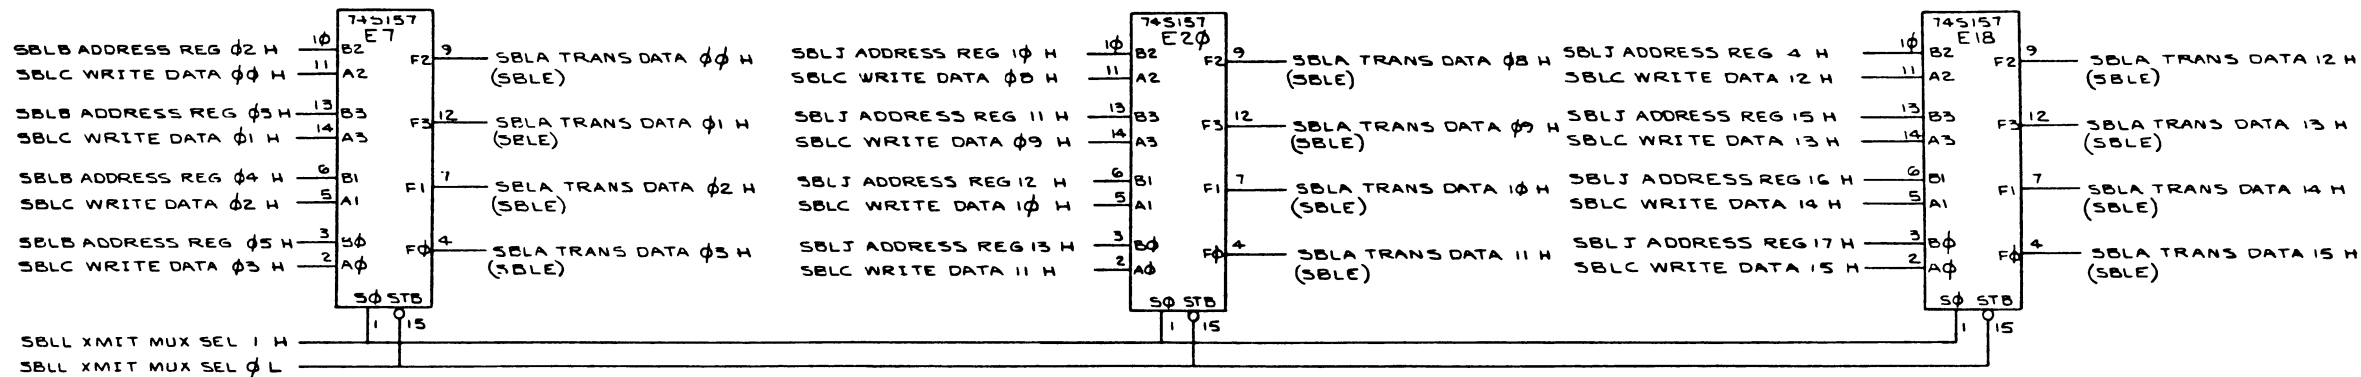 74S157
E7
SBLB ADDRESS REG φ2 H 1φ B2
SBLC WRITE DATA φφ H 11 A2
F2 9 SBLA TRANS DATA φφ H
(SBLE)
SBLB ADDRESS REG φ3 H 13 B3
SBLC WRITE DATA φ1 H 14 A3
F3 12 SBLA TRANS DATA φ1 H
(SBLE)
SBLB ADDRESS REG φ4 H 6 B1
SBLC WRITE DATA φ2 H 5 A1
F1 7 SBLA TRANS DATA φ2 H
(SBLE)
SBLB ADDRESS REG φ5 H 3 Bφ
SBLC WRITE DATA φ3 H 2 Aφ
Fφ 4 SBLA TRANS DATA φ3 H
(SBLE)
Sφ STB
1 15
74S157
E2φ
SBLJ ADDRESS REG 1φ H 1φ B2
SBLC WRITE DATA φ8 H 11 A2
F2 9 SBLA TRANS DATA φ8 H
(SBLE)
SBLJ ADDRESS REG 11 H 13 B3
SBLC WRITE DATA φ9 H 14 A3
F3 12 SBLA TRANS DATA φ9 H
(SBLE)
SBLJ ADDRESS REG 12 H 6 B1
SBLC WRITE DATA 1φ H 5 A1
F1 7 SBLA TRANS DATA 1φ H
(SBLE)
SBLJ ADDRESS REG 13 H 3 Bφ
SBLC WRITE DATA 11 H 2 Aφ
Fφ 4 SBLA TRANS DATA 11 H
(SBLE)
Sφ STB
1 15
74S157
E18
SBLJ ADDRESS REG 4 H 1φ B2
SBLC WRITE DATA 12 H 11 A2
F2 9 SBLA TRANS DATA 12 H
(SBLE)
SBLJ ADDRESS REG 15 H 13 B3
SBLC WRITE DATA 13 H 14 A3
F3 12 SBLA TRANS DATA 13 H
(SBLE)
SBLJ ADDRESS REG 16 H 6 B1
SBLC WRITE DATA 14 H 5 A1
F1 7 SBLA TRANS DATA 14 H
(SBLE)
SBLJ ADDRESS REG 17 H 3 Bφ
SBLC WRITE DATA 15 H 2 Aφ
Fφ 4 SBLA TRANS DATA 15 H
(SBLE)
Sφ STB
1 15
SBLL XMIT MUX SEL 1 H
SBLL XMIT MUX SEL φ L